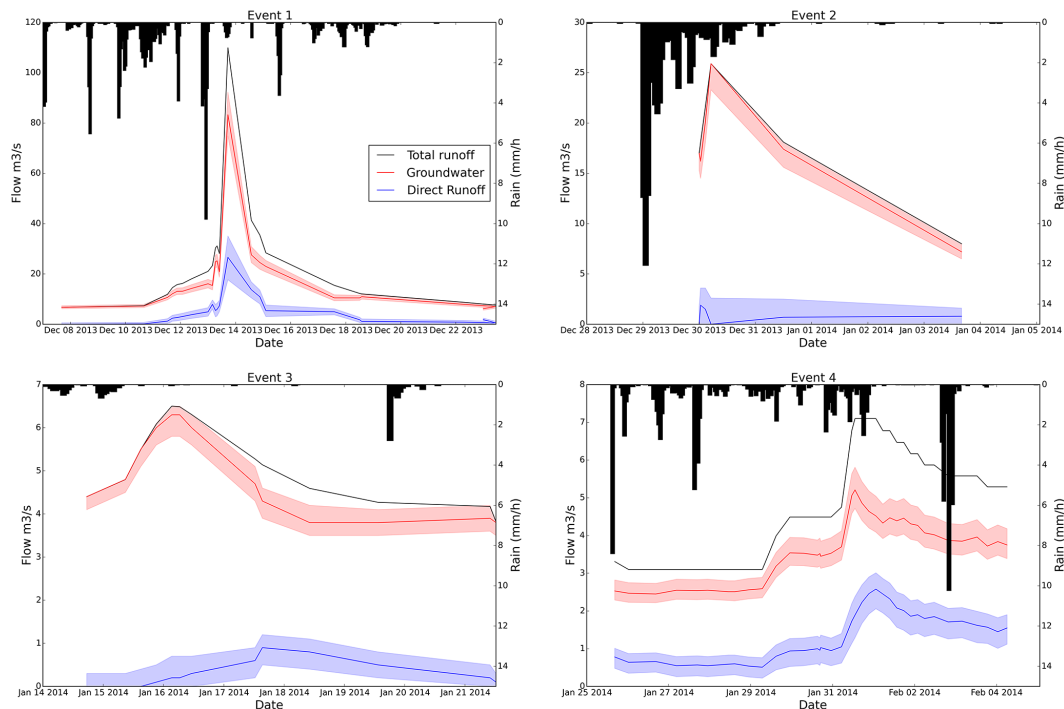 Event 1
Flow m3/s
120
100
80
60
40
20
0
0
2
4
6
8
10
12
14
Rain (mm/h)
Total runoff
Groundwater
Direct Runoff
Dec 08 2013 Dec 10 2013 Dec 12 2013 Dec 14 2013 Dec 16 2013 Dec 18 2013 Dec 20 2013 Dec 22 2013
Date
Event 2
Flow m3/s
30
25
20
15
10
5
0
0
2
4
6
8
10
12
14
Rain (mm/h)
Dec 28 2013 Dec 29 2013 Dec 30 2013 Dec 31 2013 Jan 01 2014 Jan 02 2014 Jan 03 2014 Jan 04 2014 Jan 05 2014
Date
Event 3
Flow m3/s
7
6
5
4
3
2
1
0
0
2
4
6
8
10
12
14
Rain (mm/h)
Jan 14 2014 Jan 15 2014 Jan 16 2014 Jan 17 2014 Jan 18 2014 Jan 19 2014 Jan 20 2014 Jan 21 2014
Date
Event 4
Flow m3/s
8
7
6
5
4
3
2
1
0
0
2
4
6
8
10
12
14
Rain (mm/h)
Jan 25 2014 Jan 27 2014 Jan 29 2014 Jan 31 2014 Feb 02 2014 Feb 04 2014
Date